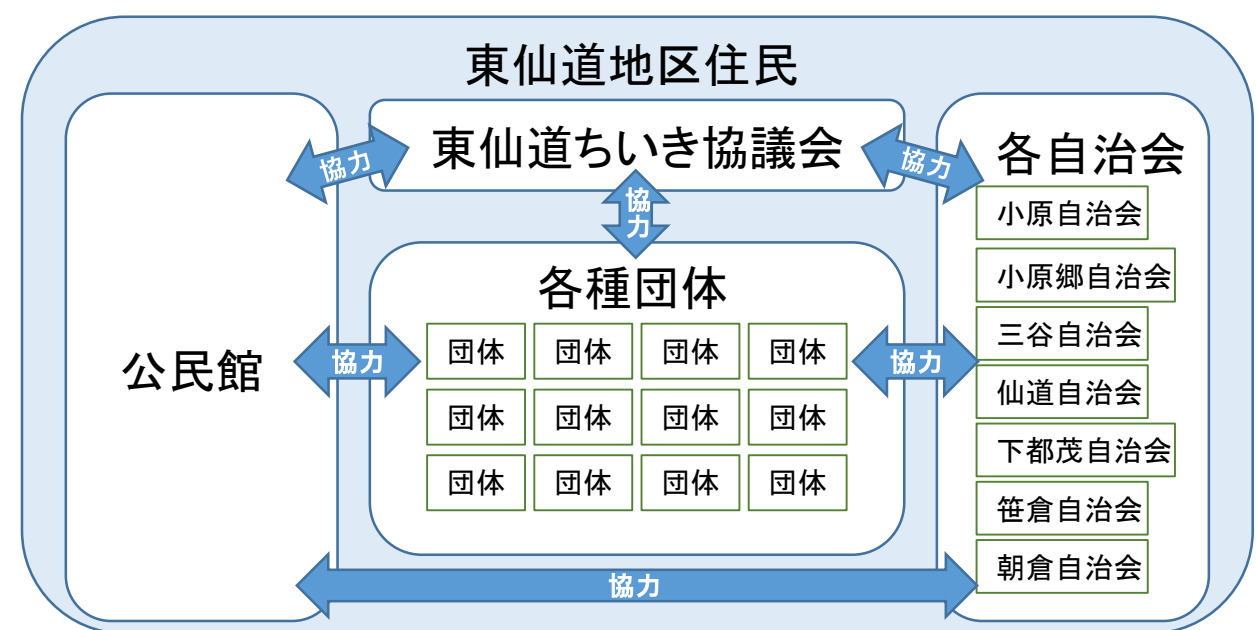 東仙道地区住民
東仙道ちいき協議会
協力
協力
協力
公民館
各種団体
団体 団体 団体 団体
団体 団体 団体 団体
団体 団体 団体 団体
協力
協力
協力
各自治会
小原自治会
小原郷自治会
三谷自治会
仙道自治会
下都茂自治会
笹倉自治会
朝倉自治会